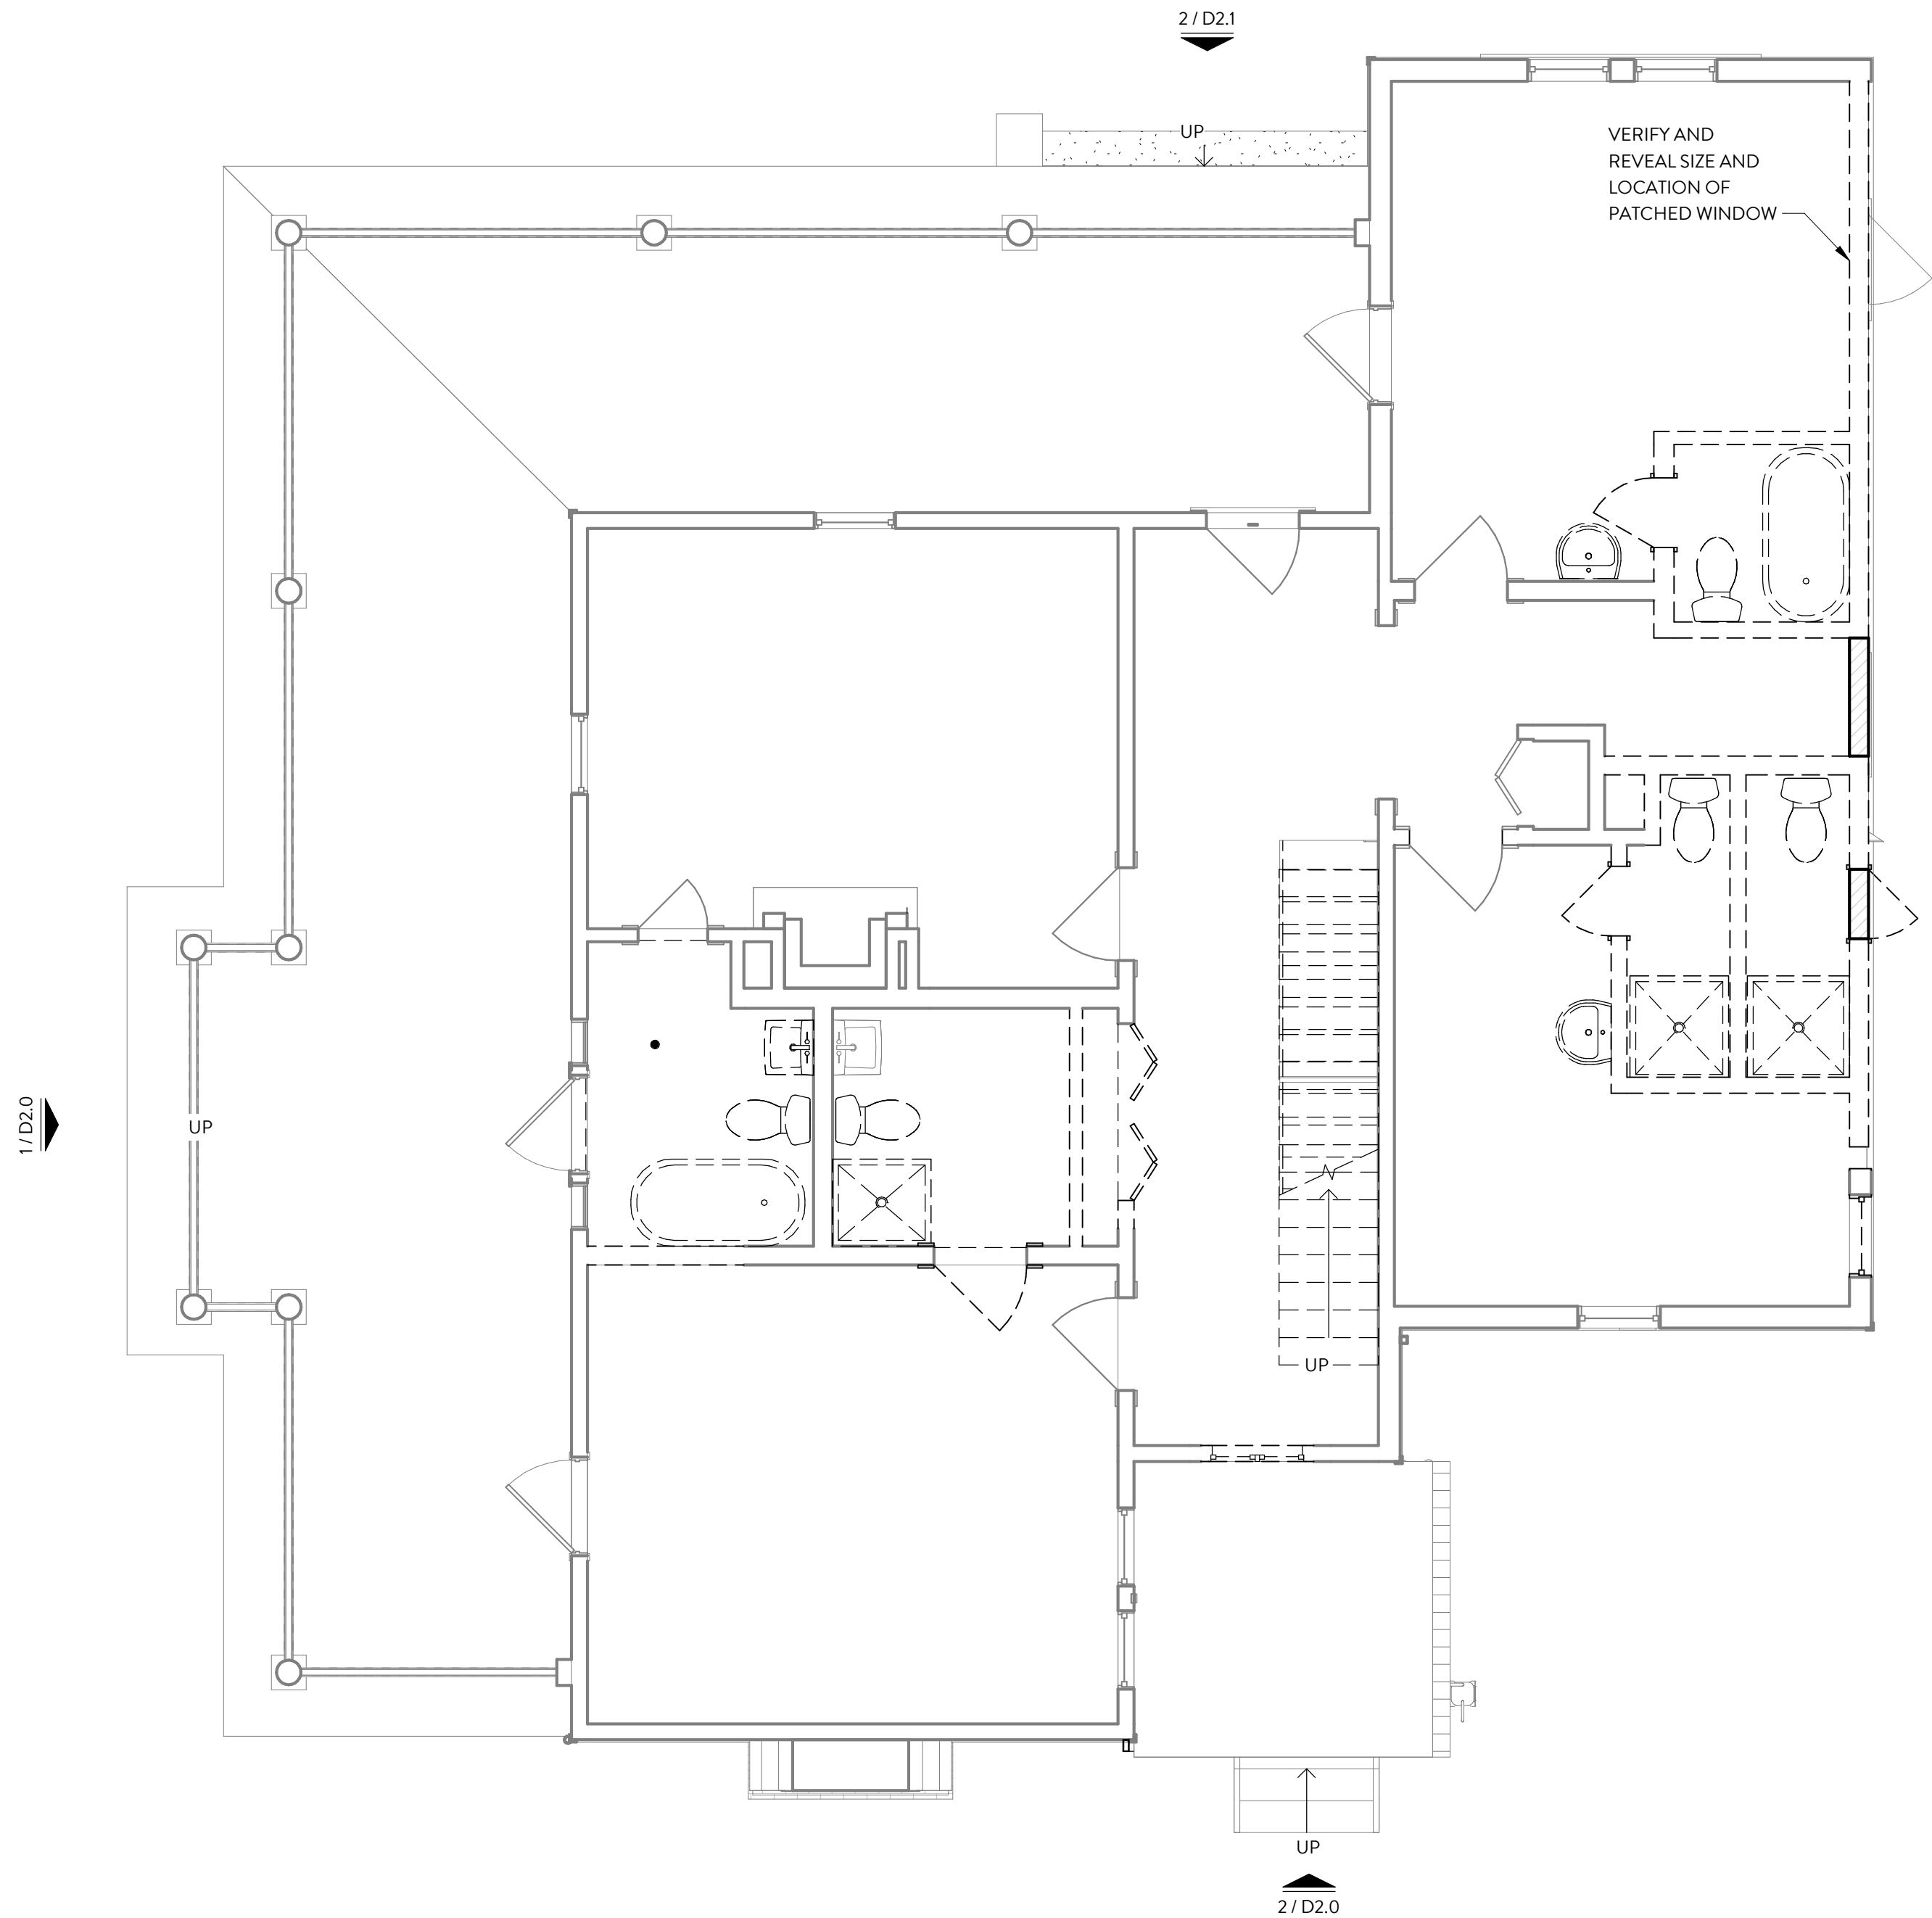 2 / D2.1
UP
VERIFY AND
REVEAL SIZE AND
LOCATION OF
PATCHED WINDOW
1 / D2.0
UP
UP
UP
2 / D2.0